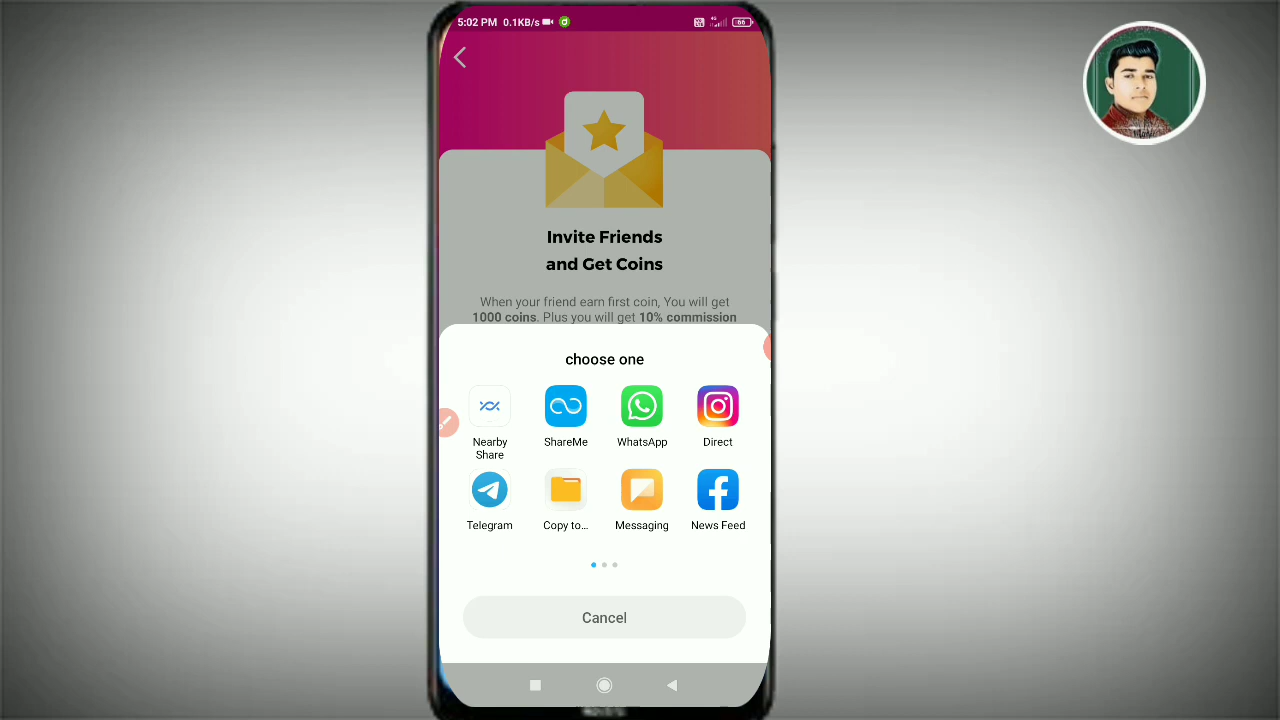 5:02 PM 0.1KB/s
4G
66
Invite Friends
and Get Coins
When your friend earn first coin, You will get
1000 coins. Plus you will get 10% commission
choose one
Nearby
Share
ShareMe
WhatsApp
Direct
Telegram
Copy to...
Messaging
News Feed
Cancel